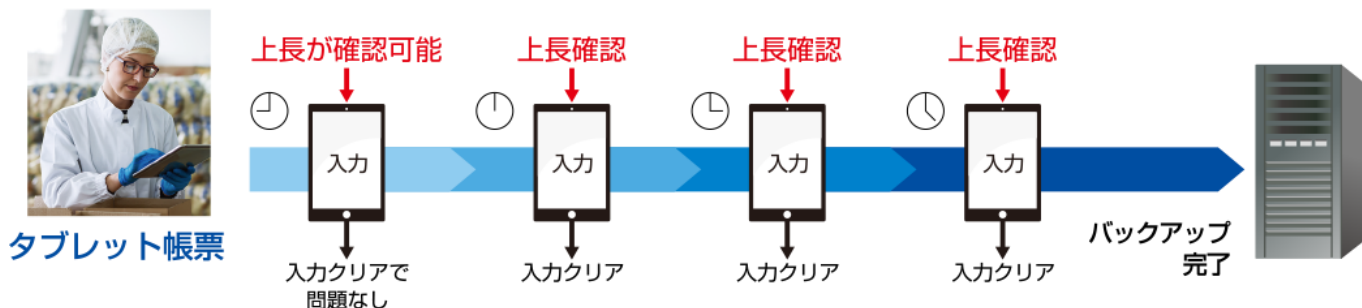 上長が確認可能
上長確認
上長確認
上長確認
入力
入力
入力
入力
タブレット帳票
入力クリアで
問題なし
入力クリア
入力クリア
入力クリア
バックアップ
完了